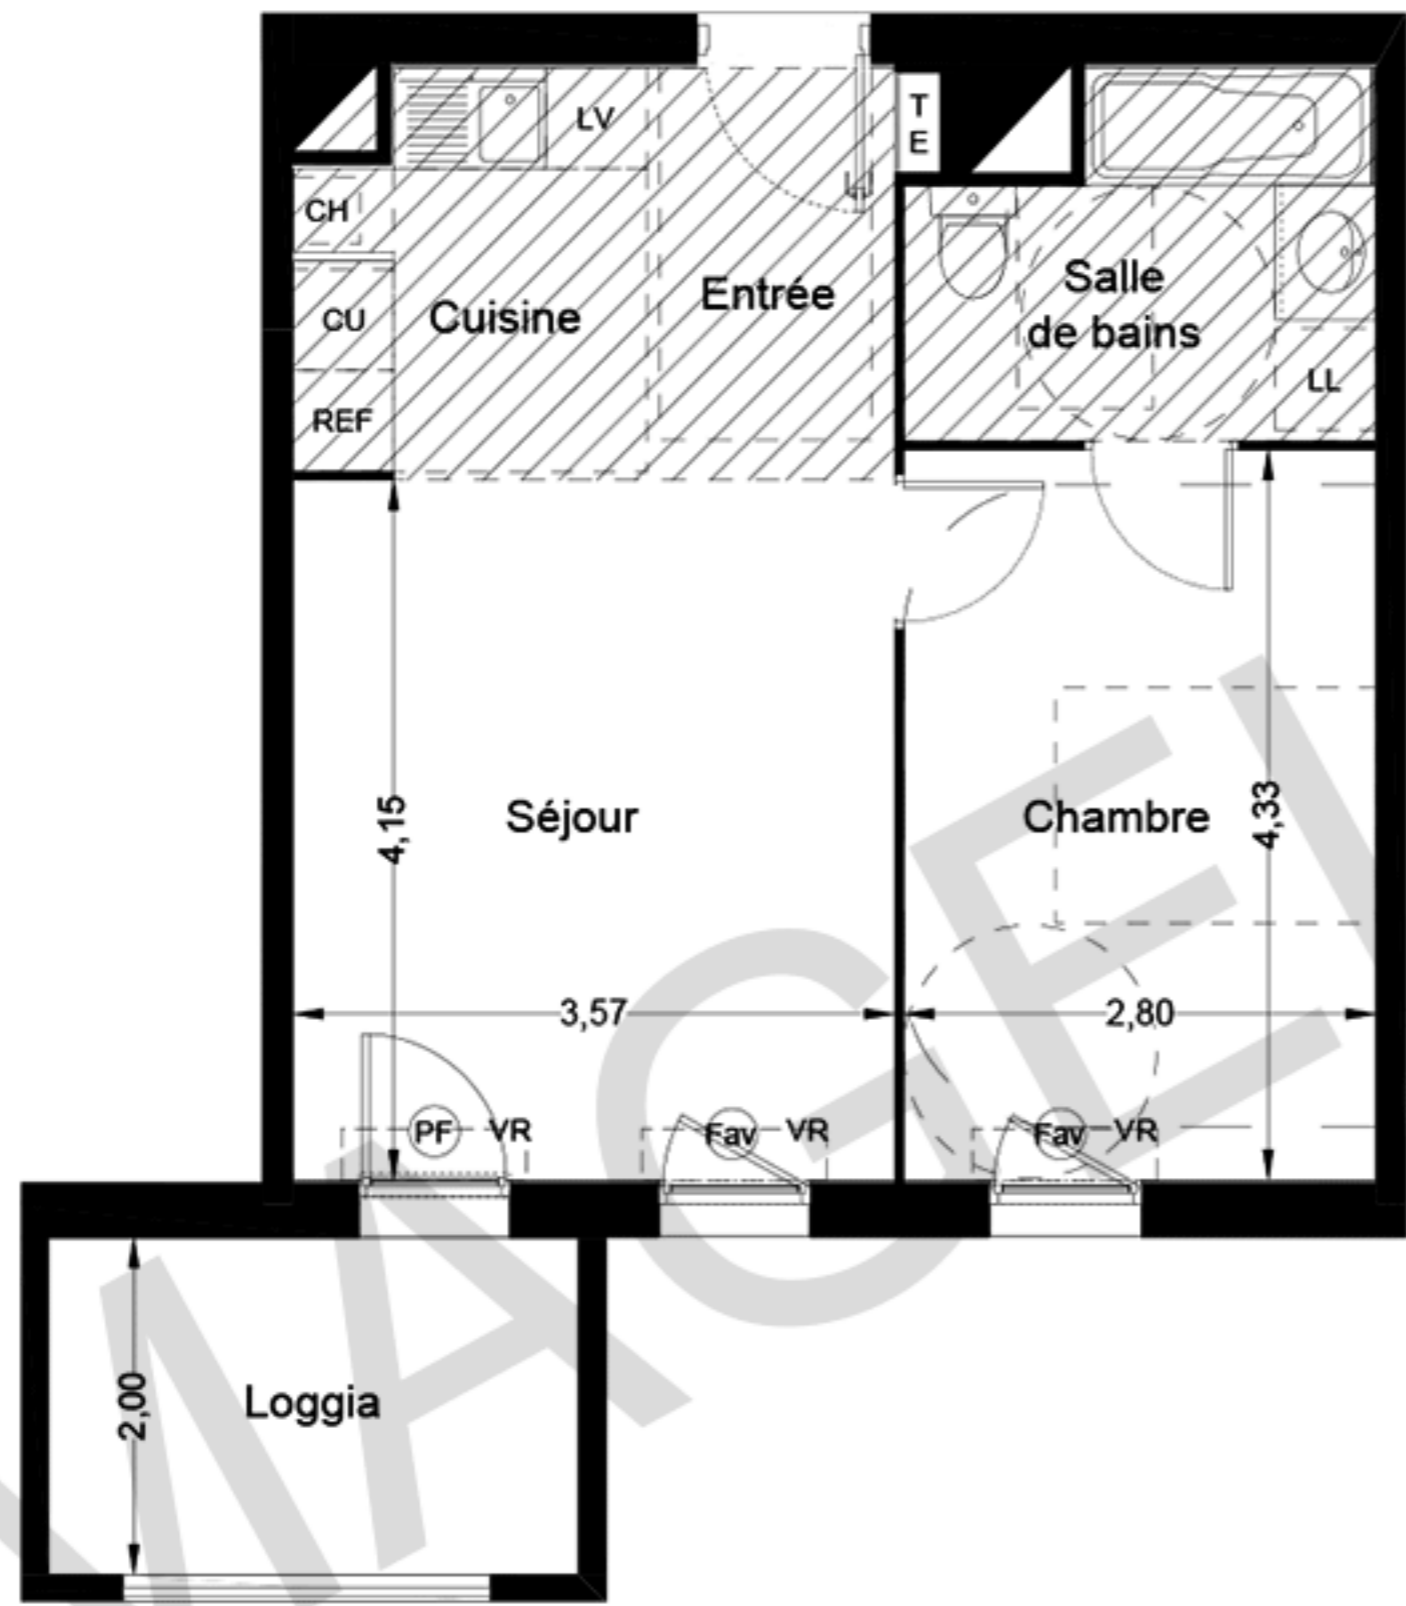 LV
T
E
CH
Entrée
Salle
de bains
CU
Cuisine
LL
REF
Séjour
4,15
Chambre
4,33
3,57
2,80
PF
VR
Fav
VR
Fav
VR
Loggia
2,00